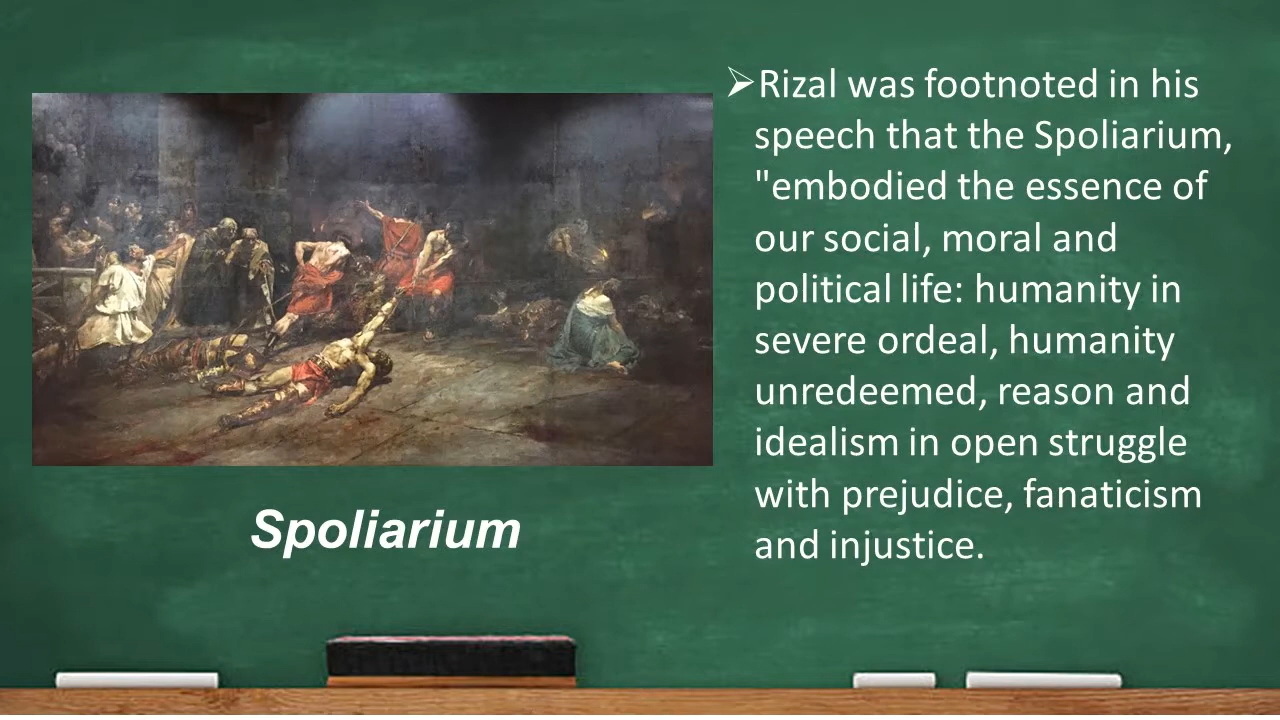 Rizal was footnoted in his
speech that the Spoliarium,
"embodied the essence of
our social, moral and
political life: humanity in
severe ordeal, humanity
unredeemed, reason and
idealism in open struggle
with prejudice, fanaticism
and injustice.
Spoliarium